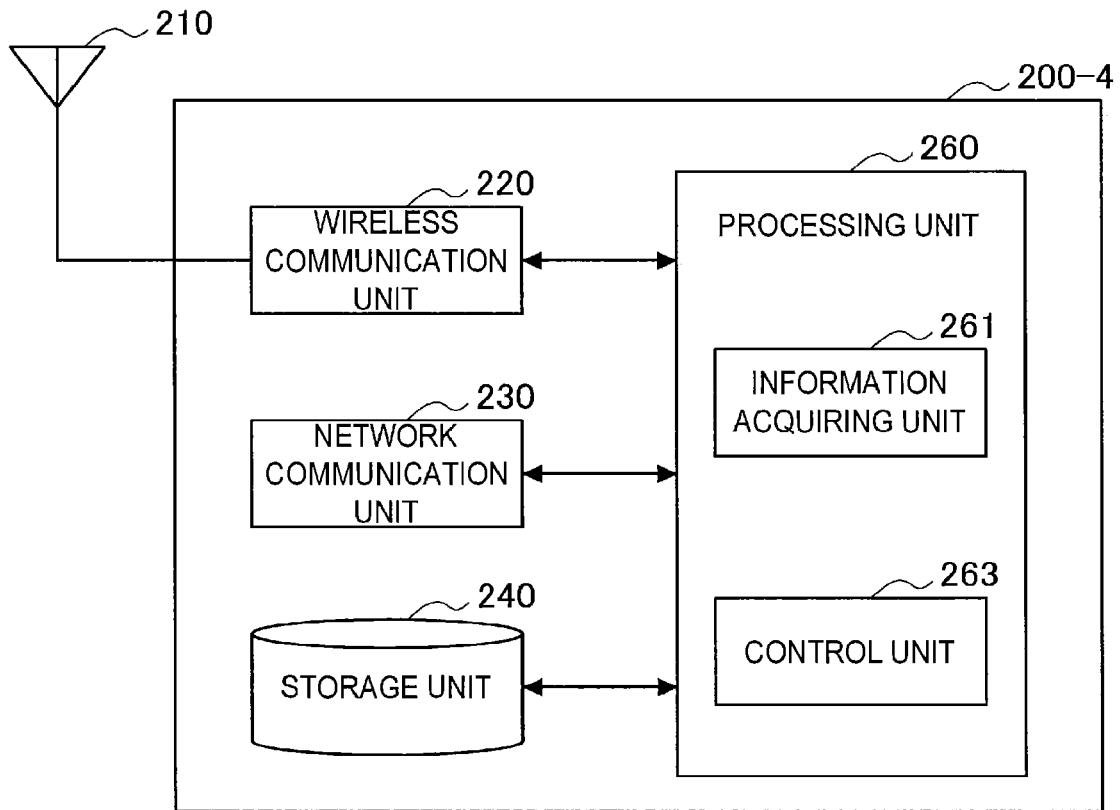 210
200-4
260
220
WIRELESS
COMMUNICATION
UNIT
PROCESSING UNIT
261
INFORMATION
ACQUIRING UNIT
230
NETWORK
COMMUNICATION
UNIT
263
CONTROL UNIT
240
STORAGE UNIT